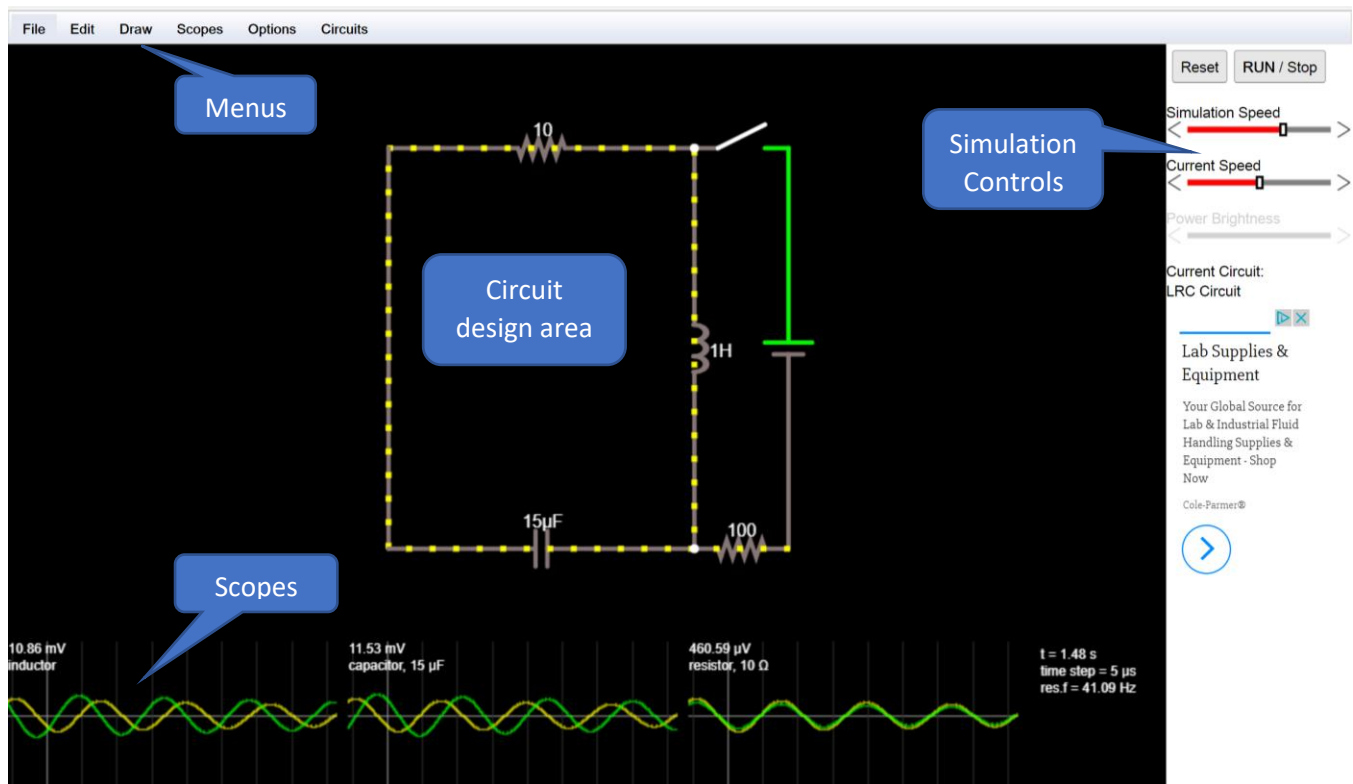 File Edit Draw Scopes Options Circuits
Reset RUN / Stop
Menus
Simulation Speed
Simulation
Controls
Current Speed
Power Brightness
Current Circuit:
LRC Circuit
10
Circuit
design area
1H
15µF
100
Lab Supplies &
Equipment
Your Global Source for
Lab & Industrial Fluid
Handling Supplies &
Equipment - Shop
Now
Cole-Parmer®
Scopes
10.86 mV
inductor
11.53 mV
capacitor, 15 µF
460.59 µV
resistor, 10 Ω
t = 1.48 s
time step = 5 µs
res.f = 41.09 Hz